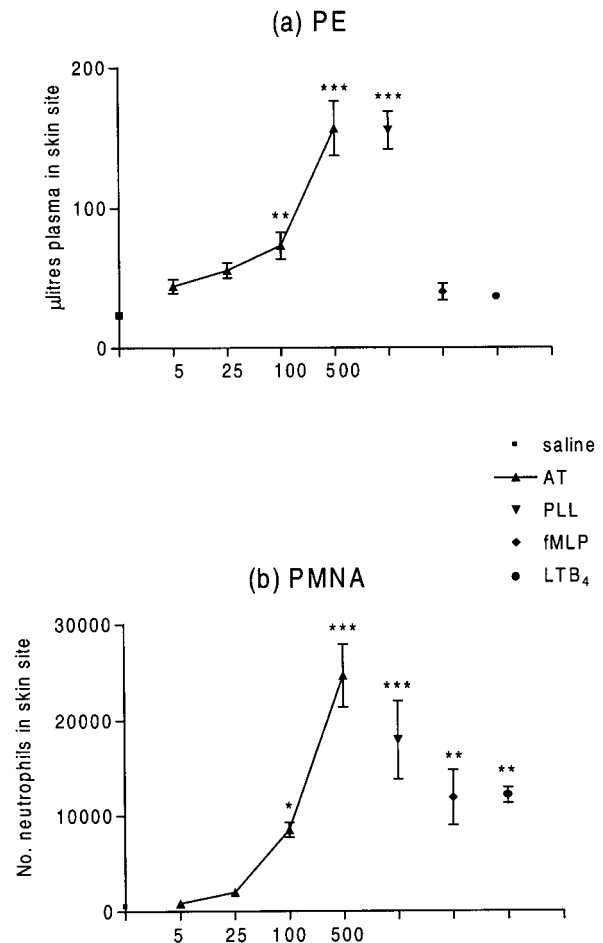 (a) PE
μlitres plasma in skin site
200
100
0
**
***
***
5 25 100 500
saline
AT
PLL
fMLP
LTB₄
(b) PMNA
No. neutrophils in skin site
30000
20000
10000
0
*
***
***
**
**
5 25 100 500